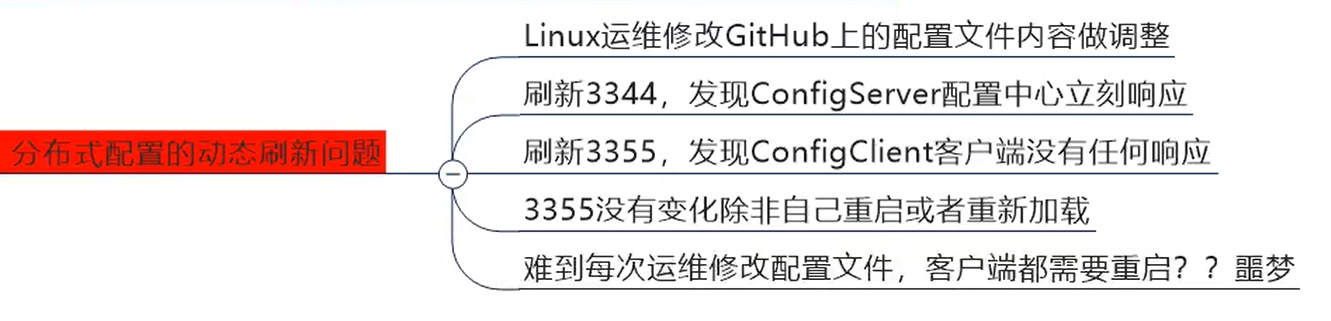 Linux运维修改GitHub上的配置文件内容做调整
刷新3344，发现ConfigServer配置中心立刻响应
分布式配置的动态刷新问题
刷新3355，发现ConfigClient客户端没有任何响应
3355没有变化除非自己重启或者重新加载
难到每次运维修改配置文件，客户端都需要重启？？噩梦